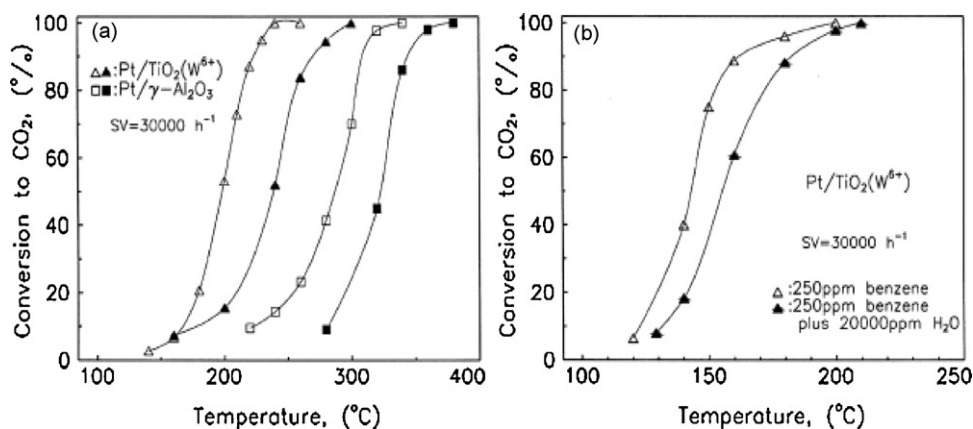 (a)
△▲:Pt/TiO₂(W⁶⁺)
□■:Pt/γ-Al₂O₃
SV=30000 h⁻¹
Conversion to CO₂, (°/₀)
100
80
60
40
20
0
100 200 300 400
Temperature, (°C)
(b)
Pt/TiO₂(W⁶⁺)
SV=30000 h⁻¹
△:250ppm benzene
▲:250ppm benzene
plus 20000ppm H₂O
Conversion to CO₂, (°/₀)
100
80
60
40
20
0
100 150 200 250
Temperature, (°C)